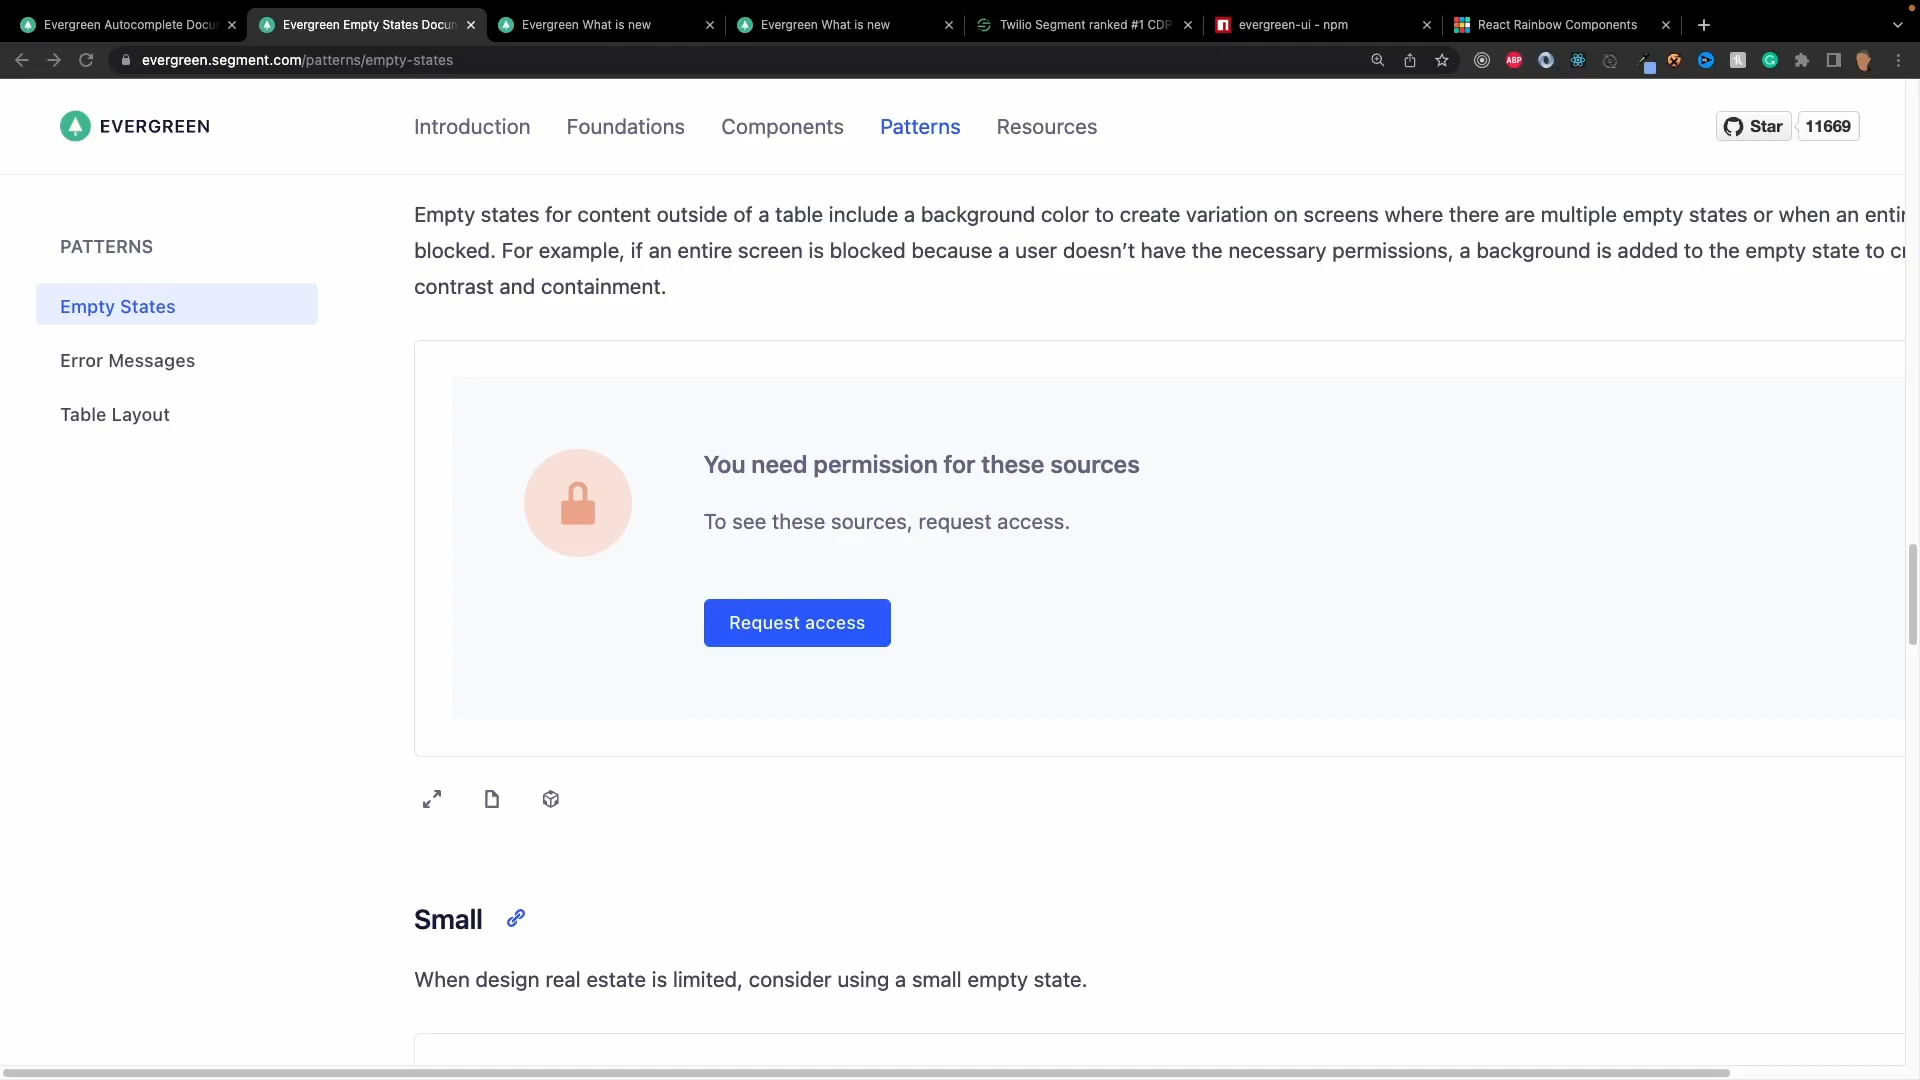 Evergreen Autocomplete Docu
Evergreen Empty States Docun
Evergreen What is new
Evergreen What is new
Twilio Segment ranked #1 CDP
evergreen-ui - npm
React Rainbow Components
evergreen.segment.com/patterns/empty-states
ABP
EVERGREEN
Introduction
Foundations
Components
Patterns
Resources
Star
11669
PATTERNS
Empty States
Error Messages
Table Layout
Empty states for content outside of a table include a background color to create variation on screens where there are multiple empty states or when an entir
blocked. For example, if an entire screen is blocked because a user doesn’t have the necessary permissions, a background is added to the empty state to cr
contrast and containment.
You need permission for these sources
To see these sources, request access.
Request access
Small
When design real estate is limited, consider using a small empty state.